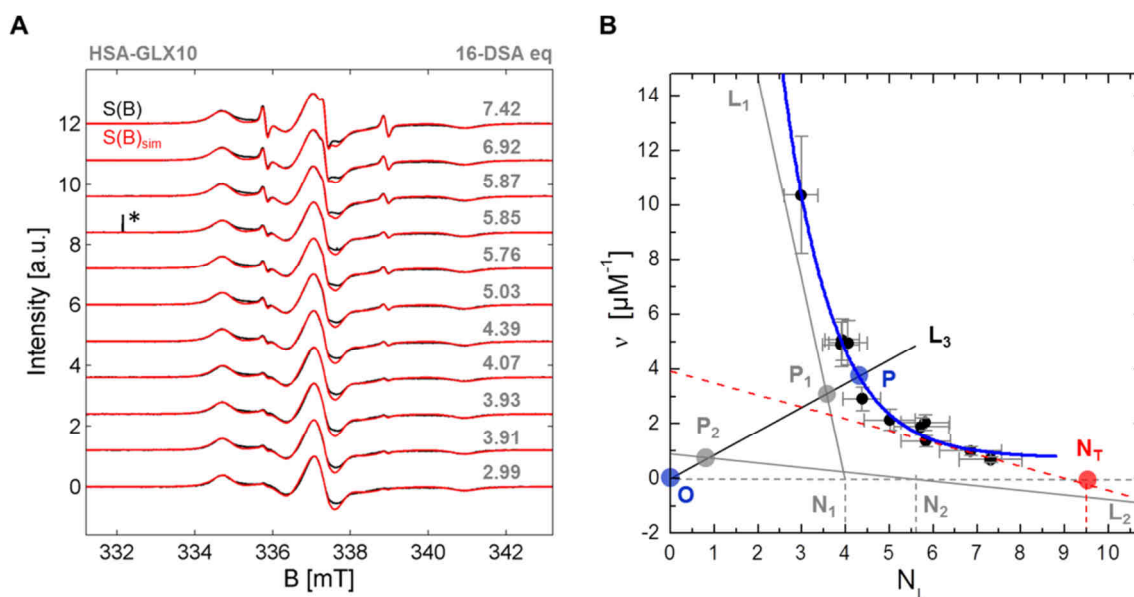 A
HSA-GLX10 16-DSA eq
S(B)
S(B)sim
7.42
6.92
5.87
5.85
5.76
5.03
4.39
4.07
3.93
3.91
2.99
*
12
10
8
6
4
2
0
Intensity [a.u.]
332 334 336 338 340 342
B [mT]
B
14
12
10
8
6
4
2
0
-2
ν [µM⁻¹]
L₁
L₃
P₁
P
P₂
N_T
O
N₁
N₂
L₂
0 1 2 3 4 5 6 7 8 9 10
N